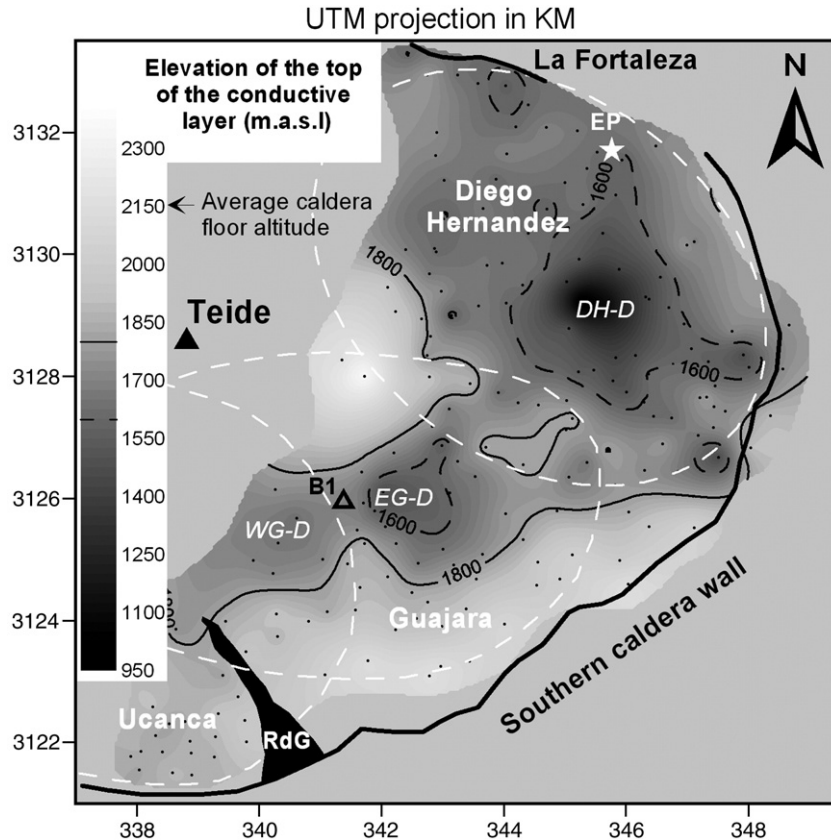 UTM projection in KM
Elevation of the top
of the conductive
layer (m.a.s.l)
2300
2150
2000
1850
1700
1550
1400
1250
1100
950
Average caldera
floor altitude
La Fortaleza
N
EP
1600
Diego
Hernandez
1800
Teide
DH-D
1600
B1
EG-D
1600
WG-D
1800
Guajara
Southern caldera wall
Ucanca
RdG
3132
3130
3128
3126
3124
3122
338
340
342
344
346
348